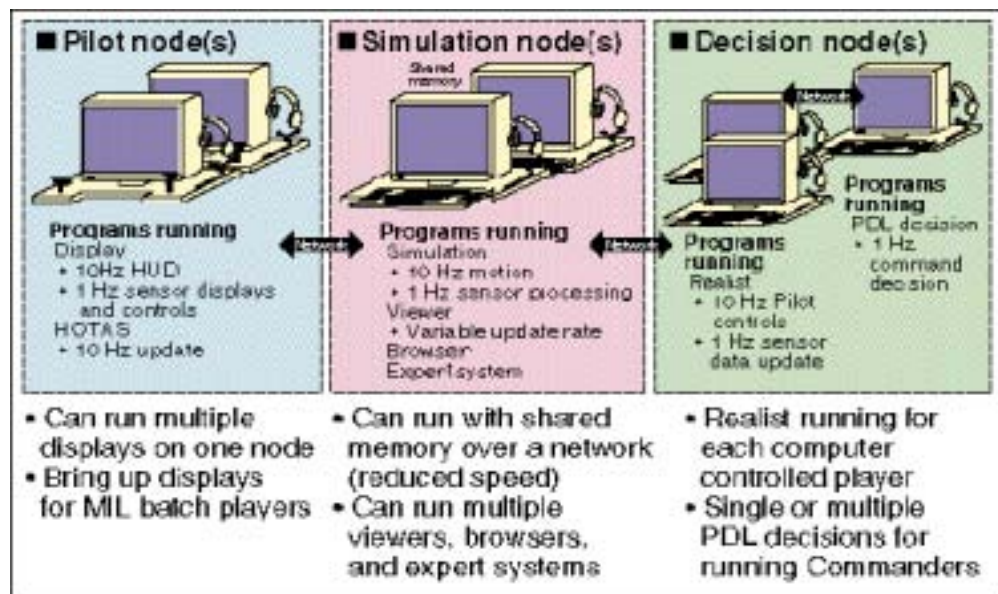 ■ Pilot node(s)
Programs running
Display
• 10Hz HUD
• 1 Hz sensor displays
and controls
HOTAS
• 10 Hz update
Network
■ Simulation node(s)
Shared
memory
Programs running
Simulation
• 10 Hz motion
• 1 Hz sensor processing
Viewer
• Variable update rate
Browser
Expert system
Network
■ Decision node(s)
Network
Programs
running
Realist
• 10 Hz Pilot
controls
• 1 Hz sensor
data update
Programs
running
PDL decision
• 1 Hz
command
decision
• Can run multiple
displays on one node
• Bring up displays
for MIL batch players
• Can run with shared
memory over a network
(reduced speed)
• Can run multiple
viewers, browsers,
and expert systems
• Realist running for
each computer
controlled player
• Single or multiple
PDL decisions for
running Commanders